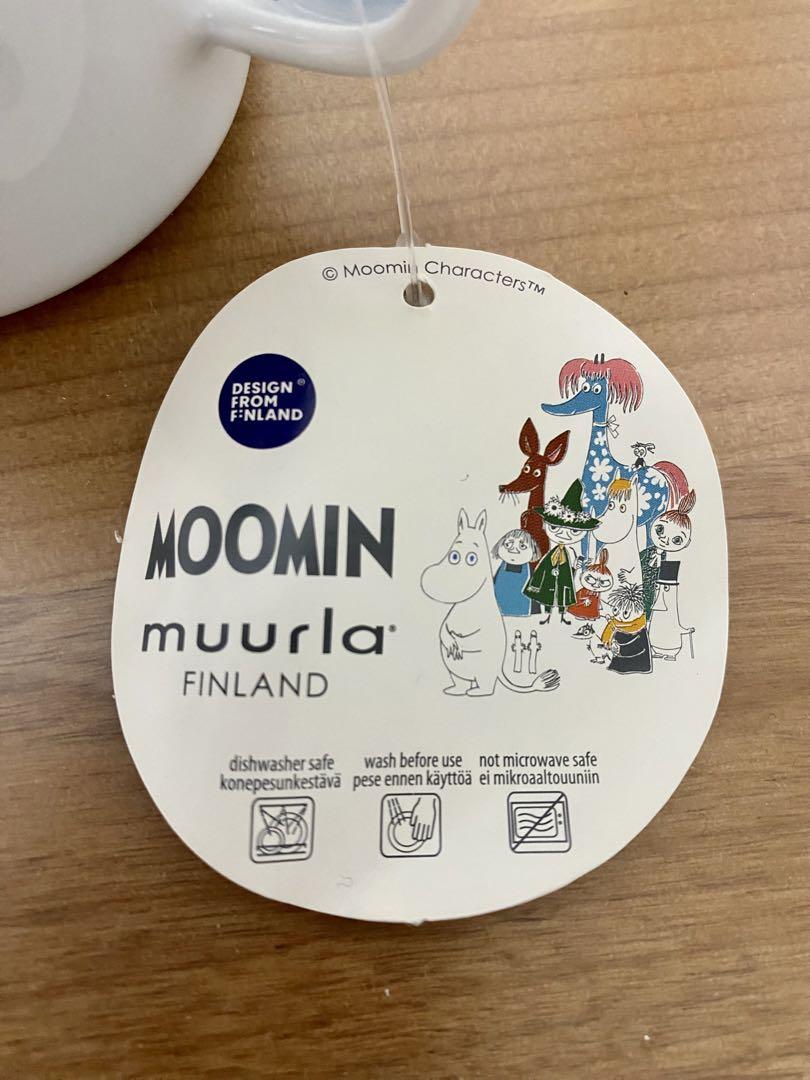 © Moomin Characters™
DESIGN ®
FROM
F:NLAND
MOOMIN
muurla®
FINLAND
dishwasher safe
konepesunkestävä
wash before use
pese ennen käyttöä
not microwave safe
ei mikroaaltouuniin